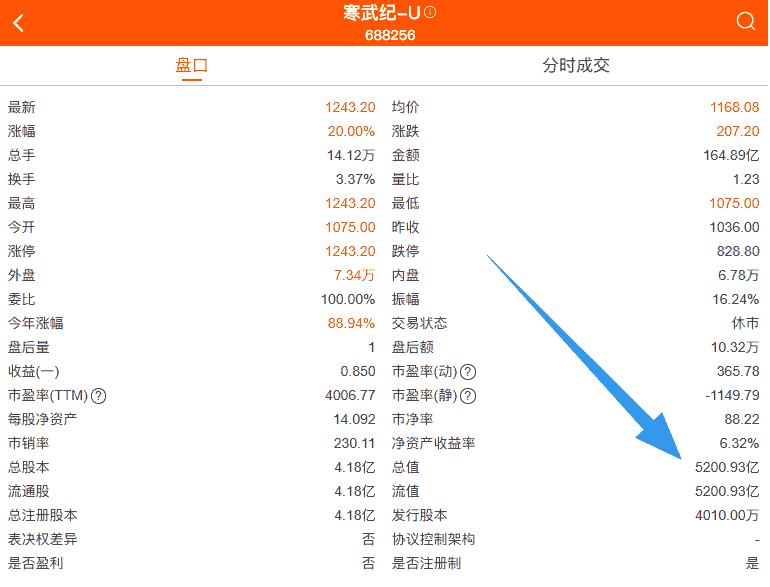 寒武纪-U
688256
盘口 分时成交
最新 1243.20 均价 1168.08
涨幅 20.00% 涨跌 207.20
总手 14.12万 金额 164.89亿
换手 3.37% 量比 1.23
最高 1243.20 最低 1075.00
今开 1075.00 昨收 1036.00
涨停 1243.20 跌停 828.80
外盘 7.34万 内盘 6.78万
委比 100.00% 振幅 16.24%
今年涨幅 88.94% 交易状态 休市
盘后量 1 盘后额 10.32万
收益(一) 0.850 市盈率(动) 365.78
市盈率(TTM) 4006.77 市盈率(静) -1149.79
每股净资产 14.092 市净率 88.22
市销率 230.11 净资产收益率 6.32%
总股本 4.18亿 总值 5200.93亿
流通股 4.18亿 流值 5200.93亿
总注册股本 4.18亿 发行股本 4010.00万
表决权差异 否 协议控制架构 -
是否盈利 否 是否注册制 是